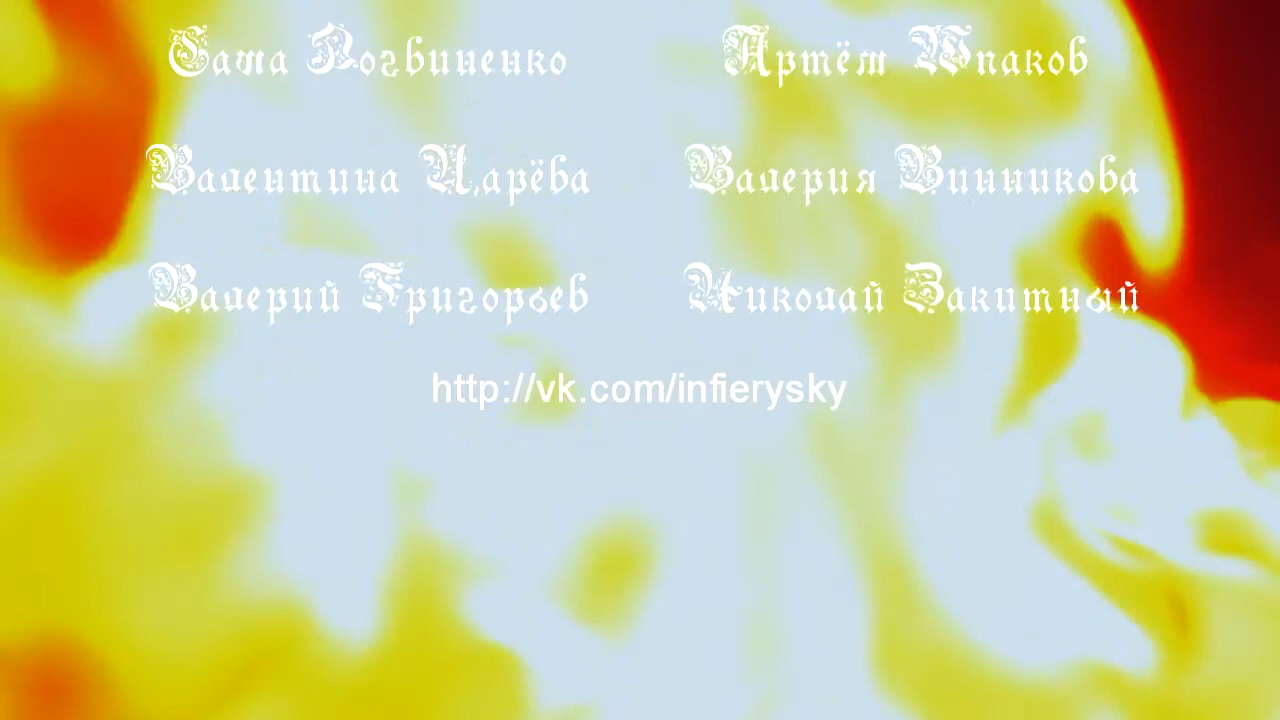 Саша Логвиненко Артём Шпаков
Валентина Царёва Валерия Винникова
Валерий Григорьев Николай Закитный
http://vk.com/infierysky